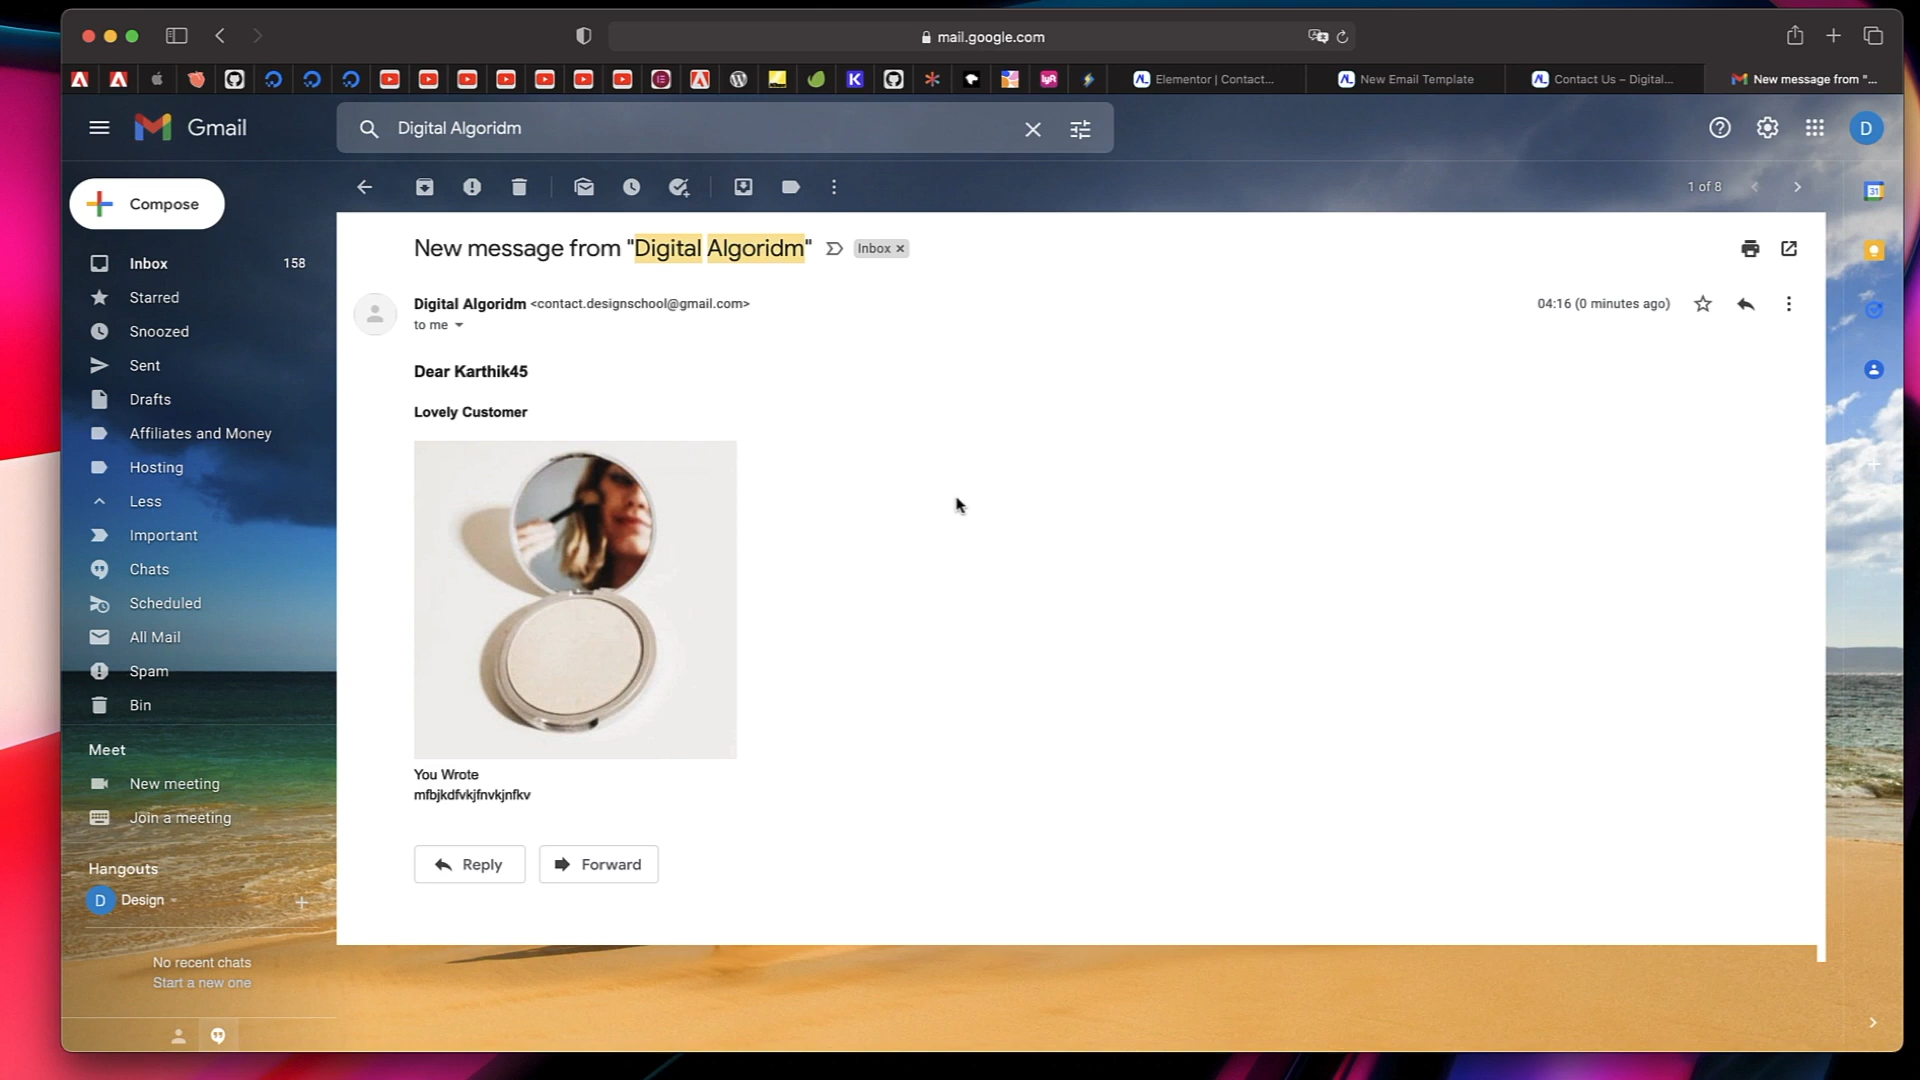 mail.google.com
Elementor | Contact...
New Email Template
Contact Us – Digital...
New message from "...
Gmail
Digital Algoridm
D
Compose
1 of 8
31
New message from "Digital Algoridm"
Inbox ×
Inbox 158
Starred
Snoozed
Sent
Drafts
Affiliates and Money
Hosting
Less
Important
Chats
Scheduled
All Mail
Spam
Bin
Meet
New meeting
Join a meeting
Hangouts
D Design
No recent chats
Start a new one
Digital Algoridm <contact.designschool@gmail.com>
04:16 (0 minutes ago)
to me
Dear Karthik45
Lovely Customer
You Wrote
mfbjkdfvkjfnvkjnfkv
Reply
Forward